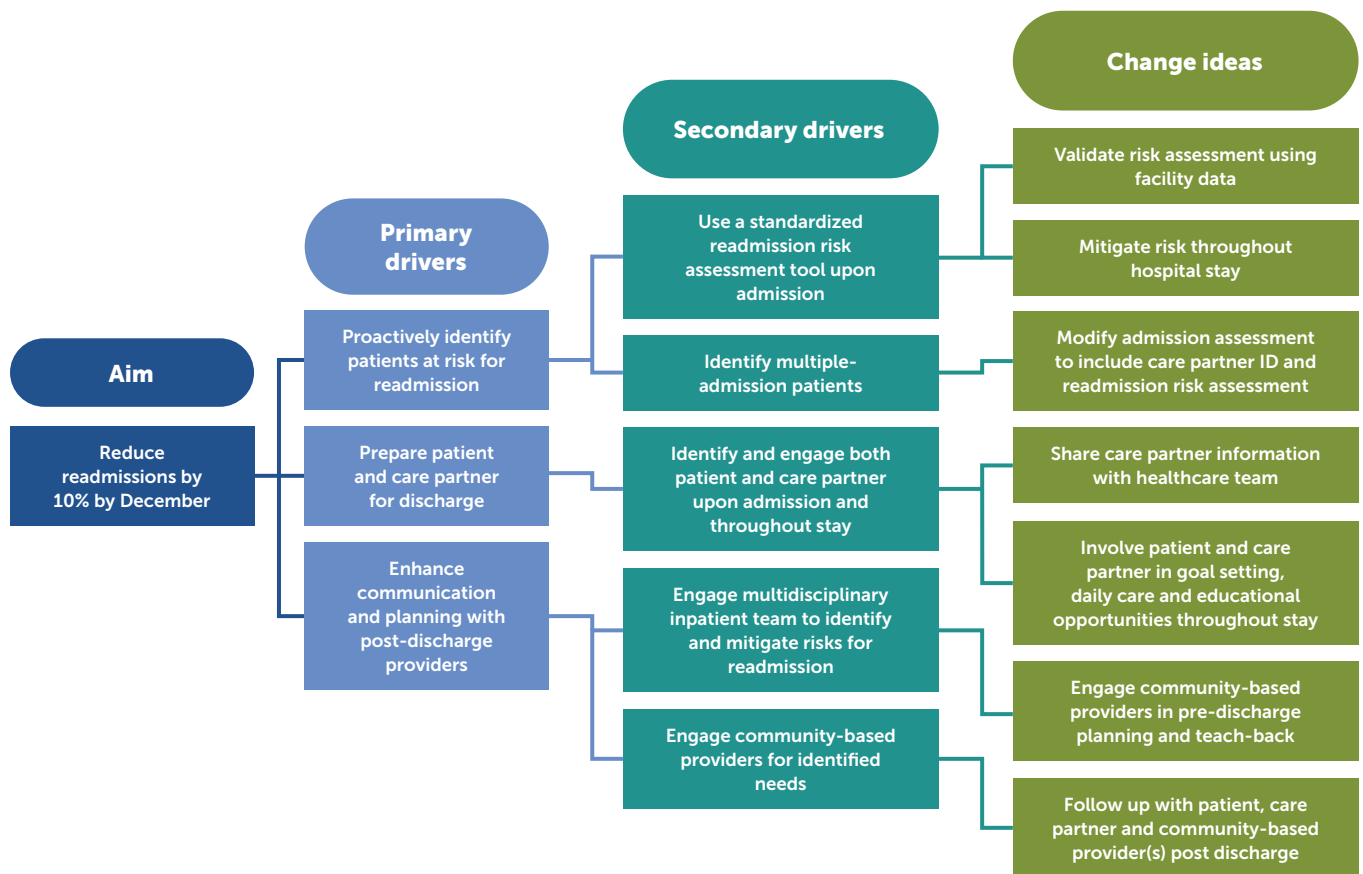 Aim
Reduce
readmissions by
10% by December
Primary
drivers
Proactively identify
patients at risk for
readmission
Prepare patient
and care partner
for discharge
Enhance
communication
and planning with
post-discharge
providers
Secondary drivers
Use a standardized
readmission risk
assessment tool upon
admission
Identify multiple-
admission patients
Identify and engage both
patient and care partner
upon admission and
throughout stay
Engage multidisciplinary
inpatient team to identify
and mitigate risks for
readmission
Engage community-based
providers for identified
needs
Change ideas
Validate risk assessment using
facility data
Mitigate risk throughout
hospital stay
Modify admission assessment
to include care partner ID and
readmission risk assessment
Share care partner information
with healthcare team
Involve patient and care
partner in goal setting,
daily care and educational
opportunities throughout stay
Engage community-based
providers in pre-discharge
planning and teach-back
Follow up with patient, care
partner and community-based
provider(s) post discharge